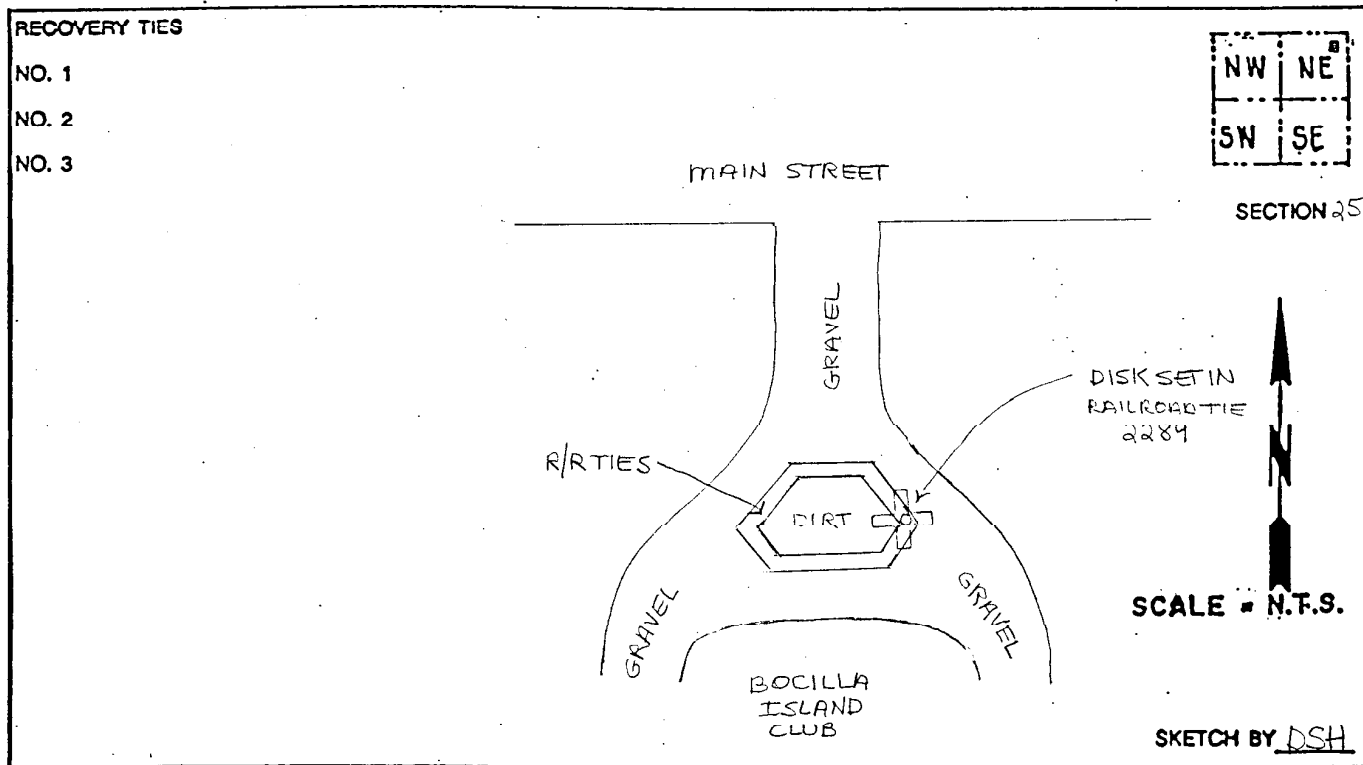 RECOVERY TIES
NO. 1
NO. 2
NO. 3
NW NE
SW SE
SECTION 25
MAIN STREET
GRAVEL
DISK SET IN
RAILROAD TIE
2284
R/R TIES
DIRT
N
GRAVEL
GRAVEL
SCALE = N.T.S.
BOCILLA
ISLAND
CLUB
SKETCH BY DSH